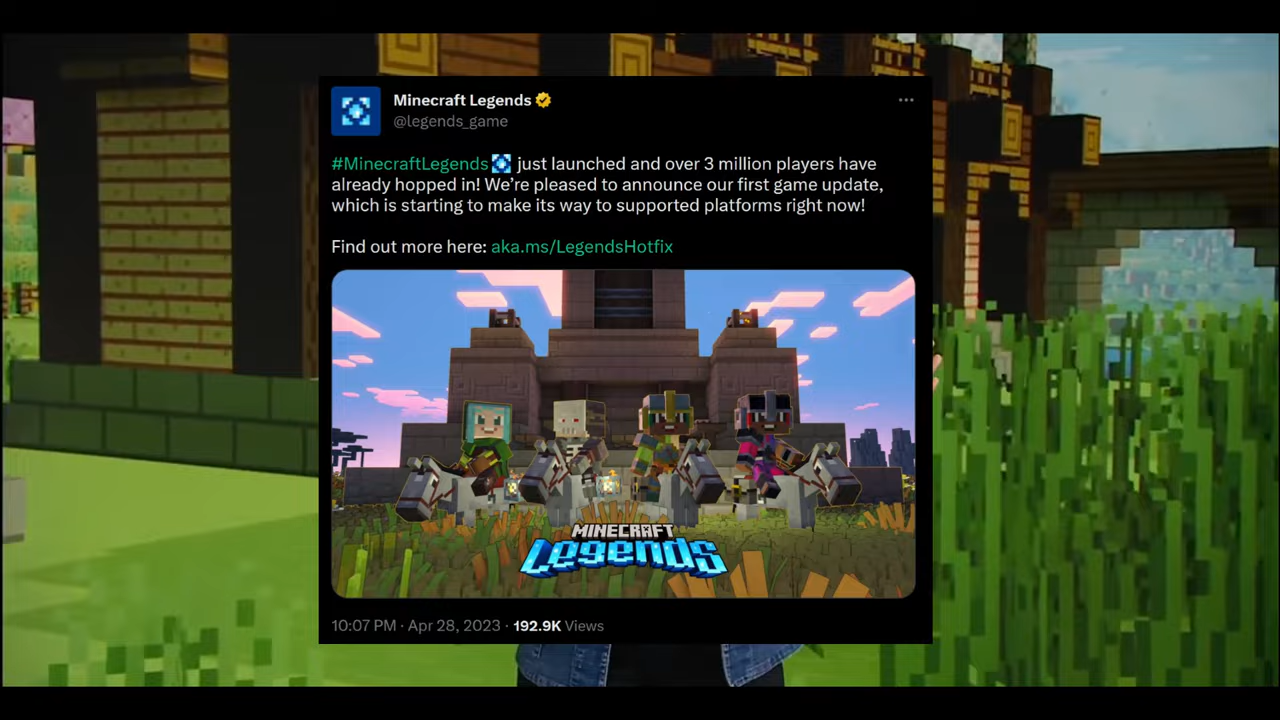 Minecraft Legends
@legends_game
#MinecraftLegends just launched and over 3 million players have
already hopped in! We're pleased to announce our first game update,
which is starting to make its way to supported platforms right now!
Find out more here: aka.ms/LegendsHotfix
MINECRAFT
Legends
10:07 PM · Apr 28, 2023 · 192.9K Views